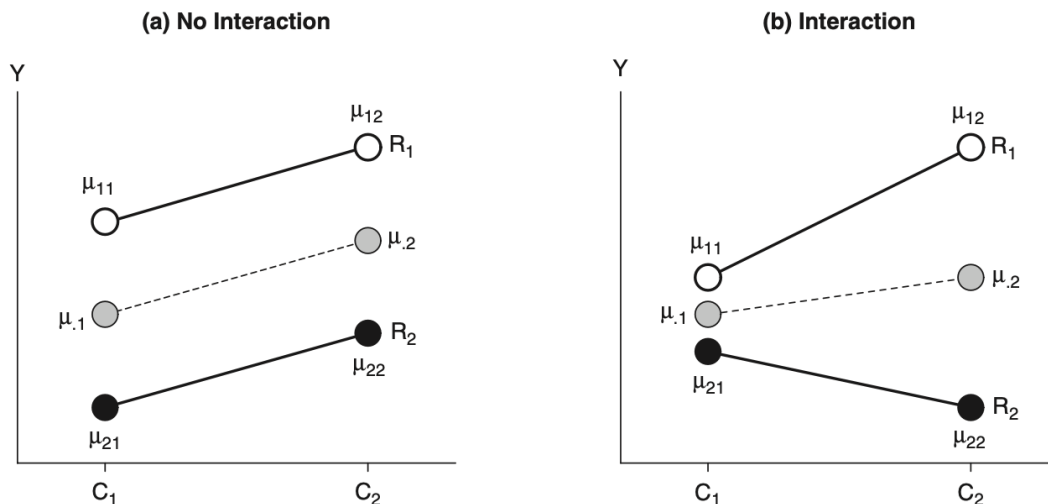 (a) No Interaction
Y
μ12
R1
μ11
μ.2
μ.1
R2
μ22
μ21
C1
C2
(b) Interaction
Y
μ12
R1
μ11
μ.2
μ.1
μ21
R2
μ22
C1
C2